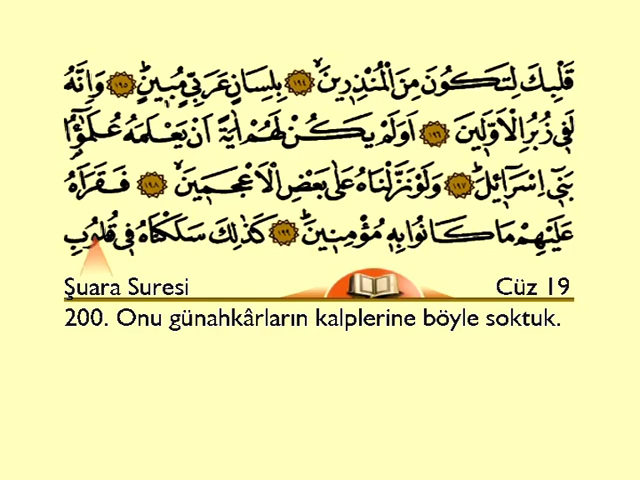 قَلْبِكَ لِتَكُونَ مِنَ الْمُنْذِرِينَۙ ﴿١٩٤﴾ بِلِسَانٍ عَرَبِيٍّ مُبِينٍۜ ﴿١٩٥﴾ وَاِنَّهُ
لَفٖي زُبُرِ الْاَوَّلٖينَ ﴿١٩٦﴾ اَوَلَمْ يَكُنْ لَهُمْ اٰيَةً اَنْ يَعْلَمَهُ عُلَمٰٓؤُ۬ا
بَنٖٓي اِسْرَٓائٖلَۜ ﴿١٩٧﴾ وَلَوْ نَزَّلْنَاهُ عَلٰى بَعْضِ الْاَعْجَمٖينَۙ ﴿١٩٨﴾ فَقَرَاَهُ
عَلَيْهِمْ مَا كَانُوا بِهٖ مُؤْمِنٖينَۜ ﴿١٩٩﴾ كَذٰلِكَ سَلَكْنَاهُ فٖي قُلُوبِ
Şuara Suresi Cüz 19
200. Onu günahkârların kalplerine böyle soktuk.